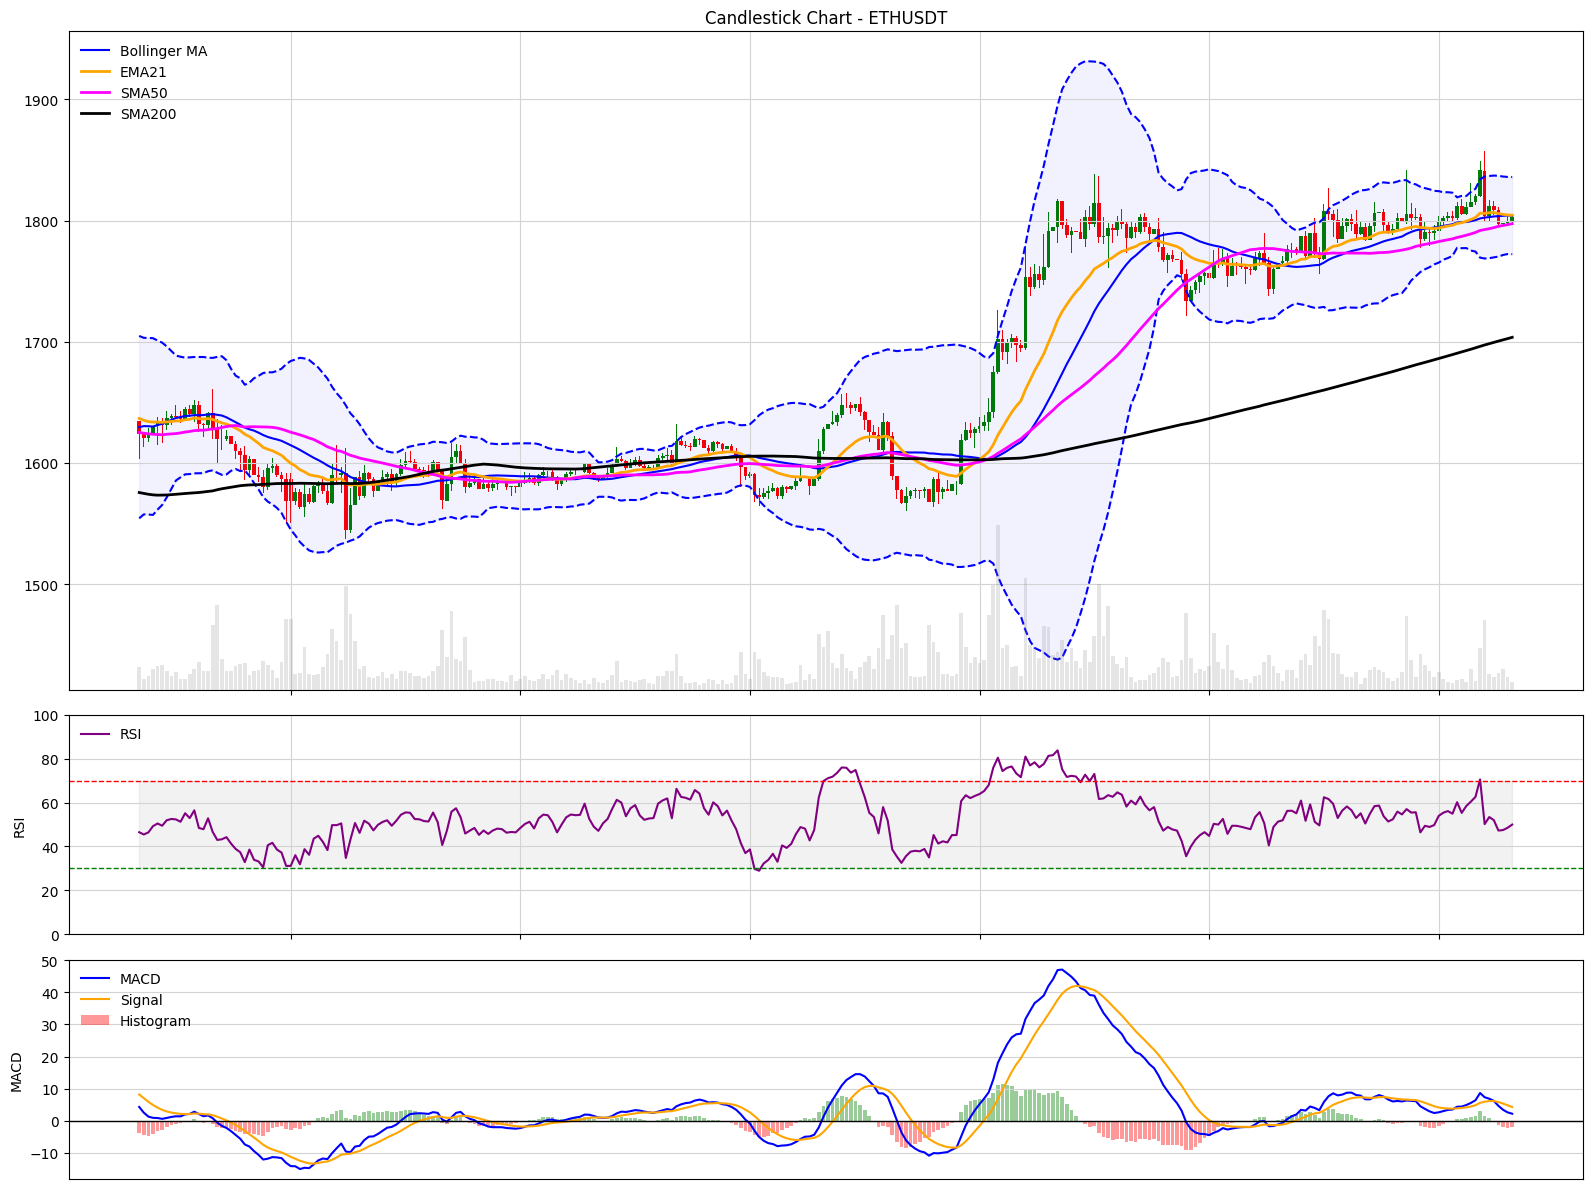 Candlestick Chart - ETHUSDT
Bollinger MA
EMA21
SMA50
SMA200
1900
1800
1700
1600
1500
RSI
100
80
60
40
20
0
RSI
MACD
Signal
Histogram
50
40
30
20
10
0
−10
MACD